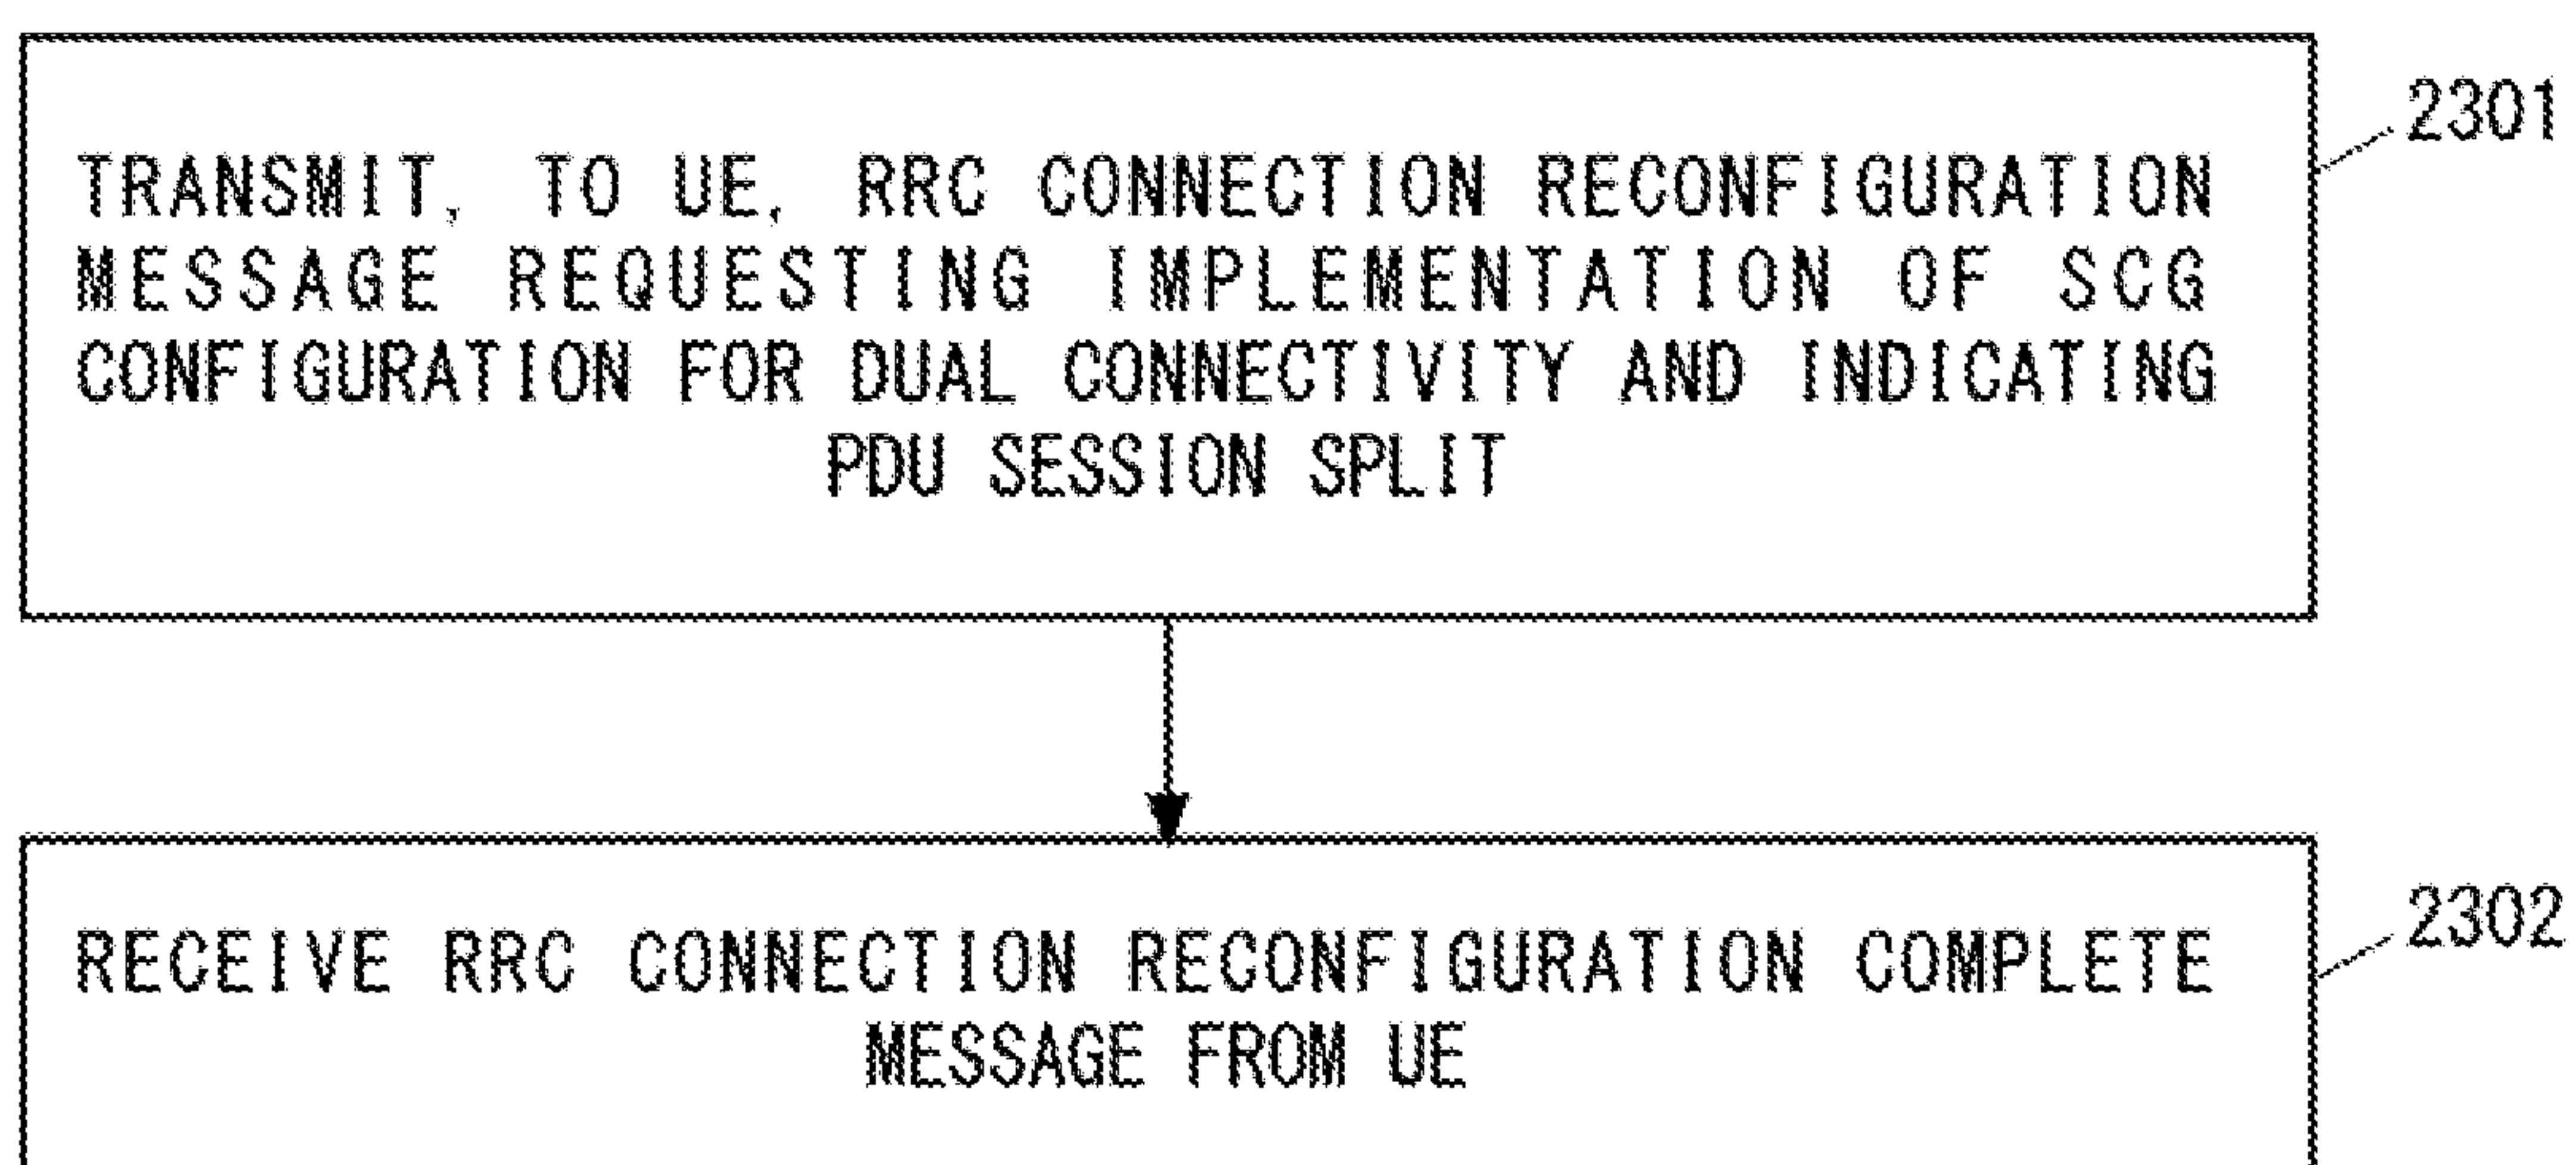 2301
TRANSMIT, TO UE, RRC CONNECTION RECONFIGURATION
MESSAGE REQUESTING IMPLEMENTATION OF SCG
CONFIGURATION FOR DUAL CONNECTIVITY AND INDICATING
PDU SESSION SPLIT
2302
RECEIVE RRC CONNECTION RECONFIGURATION COMPLETE
MESSAGE FROM UE